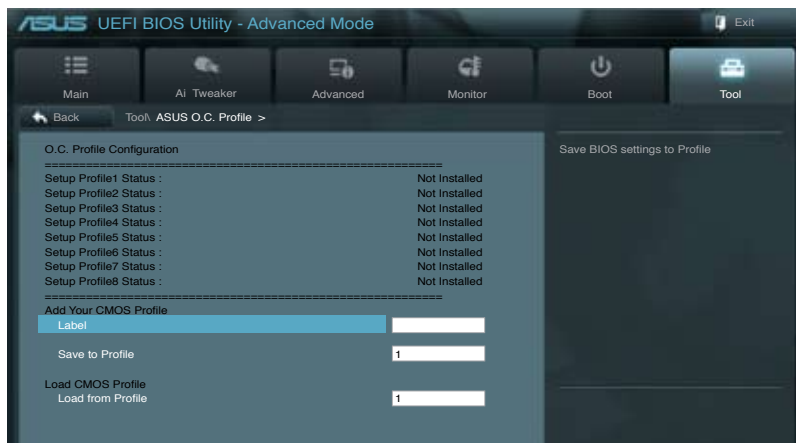 ASUS UEFI BIOS Utility - Advanced Mode
Exit
Main
Ai Tweaker
Advanced
Monitor
Boot
Tool
Back
Tool\ ASUS O.C. Profile >
O.C. Profile Configuration
==========================================================
Setup Profile1 Status : Not Installed
Setup Profile2 Status : Not Installed
Setup Profile3 Status : Not Installed
Setup Profile4 Status : Not Installed
Setup Profile5 Status : Not Installed
Setup Profile6 Status : Not Installed
Setup Profile7 Status : Not Installed
Setup Profile8 Status : Not Installed
==========================================================
Add Your CMOS Profile
Label
Save to Profile 1
Load CMOS Profile
Load from Profile 1
Save BIOS settings to Profile